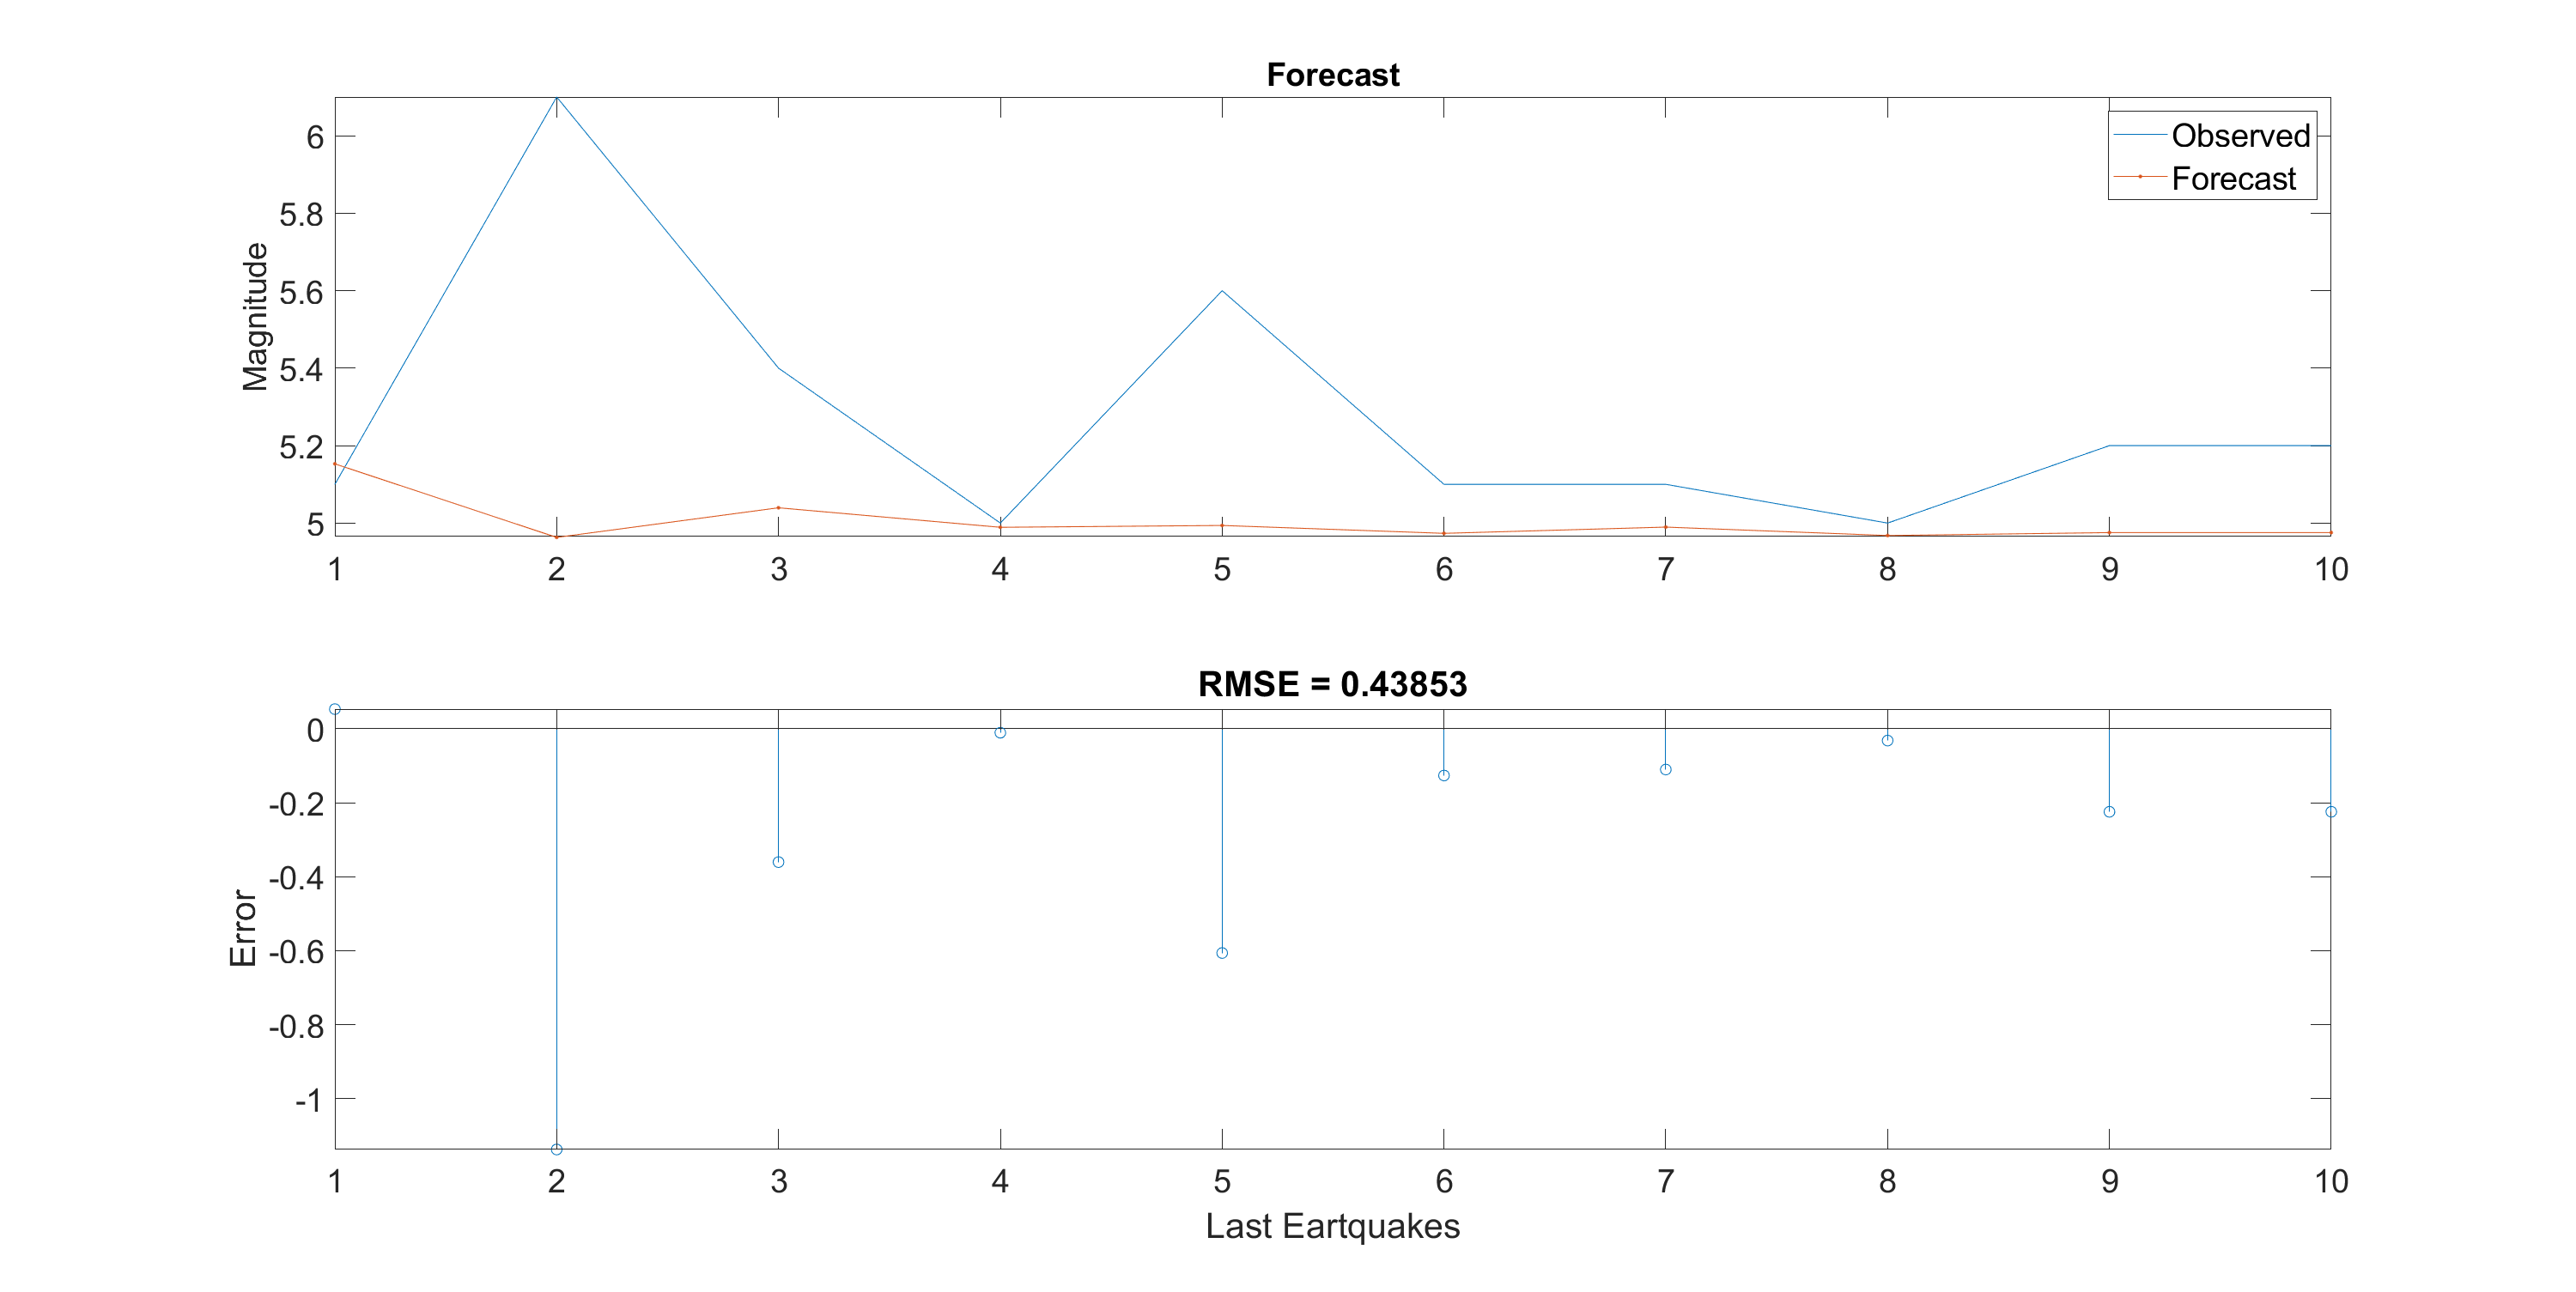 Forecast
Observed
Forecast
Magnitude
6
5.8
5.6
5.4
5.2
5
1 2 3 4 5 6 7 8 9 10
RMSE = 0.43853
Error
0
-0.2
-0.4
-0.6
-0.8
-1
1 2 3 4 5 6 7 8 9 10
Last Eartquakes